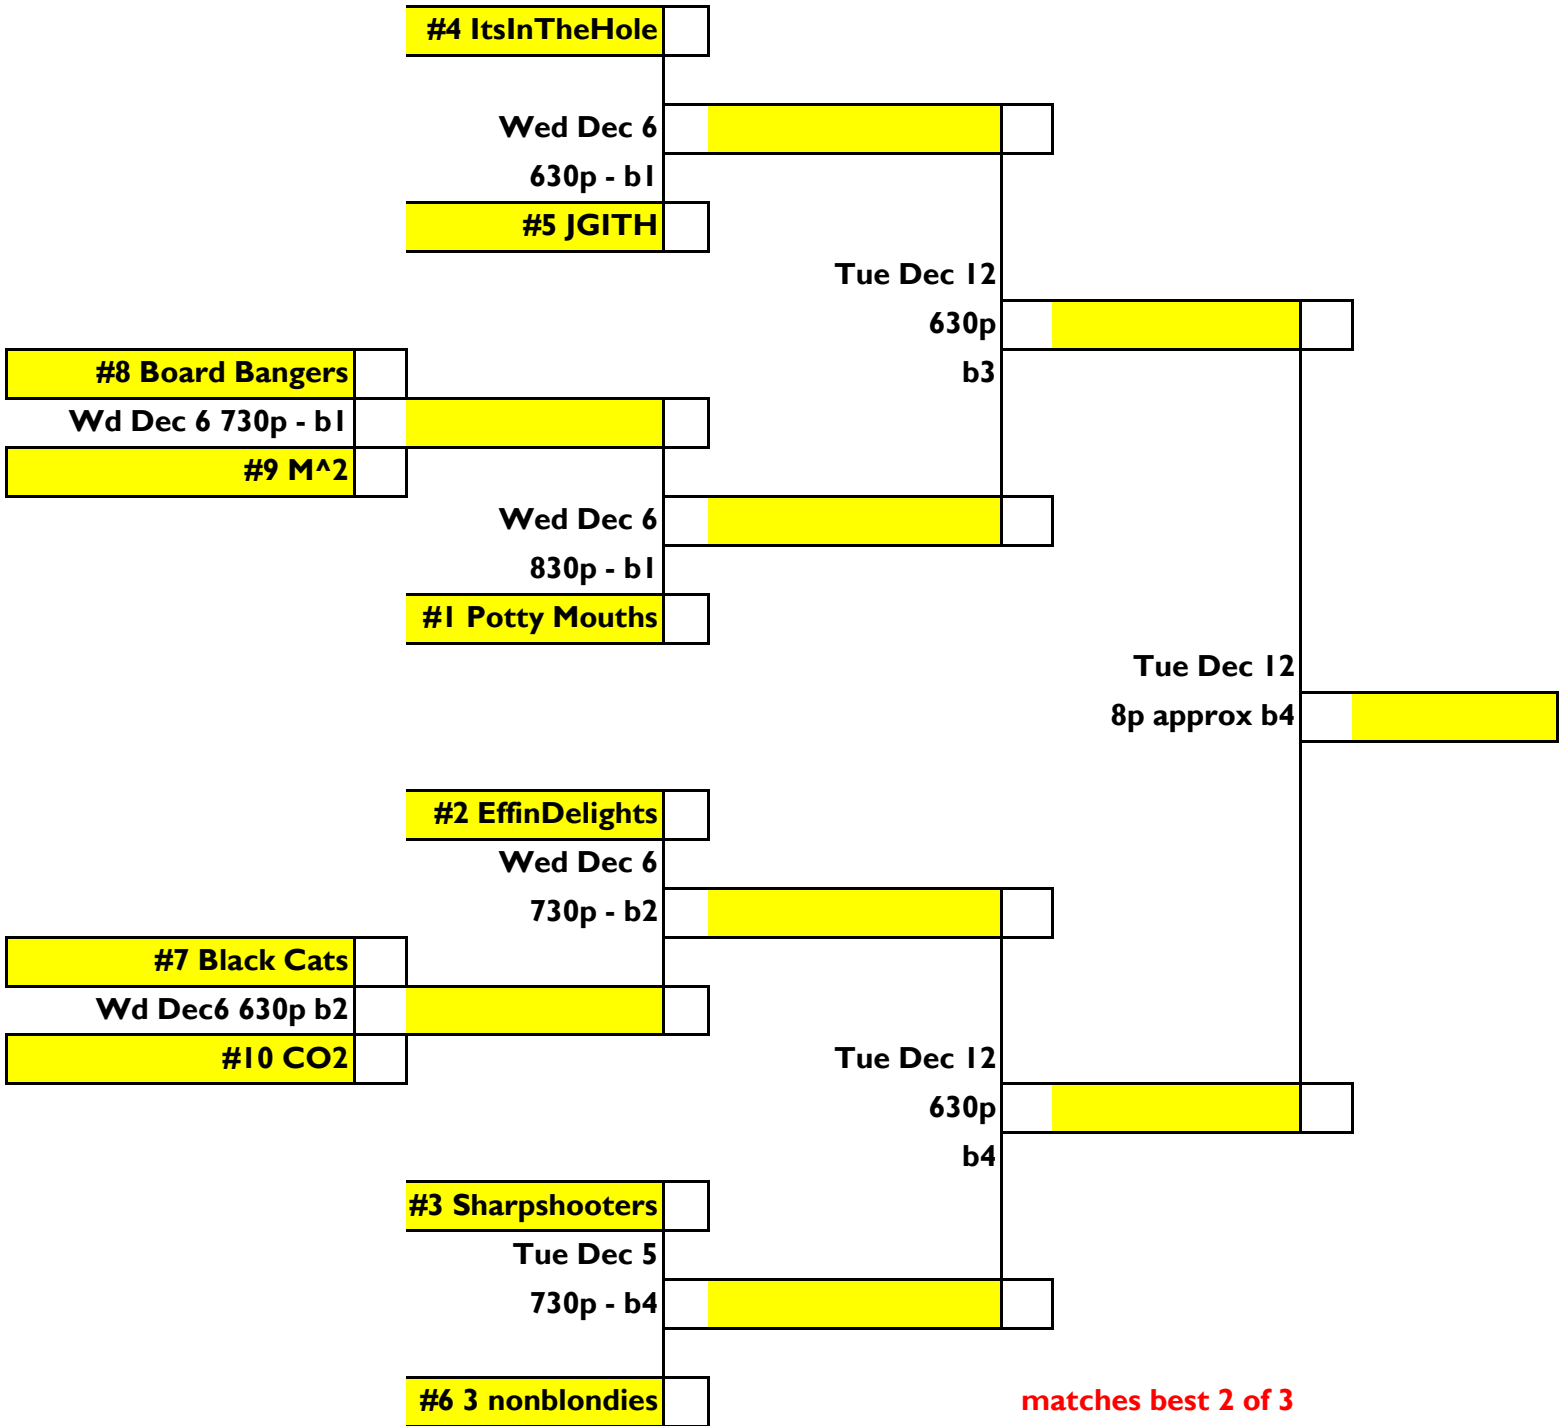 #4 ItsInTheHole
Wed Dec 6
630p - b1
#5 JGITH
Tue Dec 12
630p
b3
#8 Board Bangers
Wd Dec 6 730p - b1
#9 M^2
Wed Dec 6
830p - b1
#1 Potty Mouths
Tue Dec 12
8p approx b4
#2 EffinDelights
Wed Dec 6
730p - b2
#7 Black Cats
Wd Dec6 630p b2
#10 CO2
Tue Dec 12
630p
b4
#3 Sharpshooters
Tue Dec 5
730p - b4
#6 3 nonblondies
matches best 2 of 3